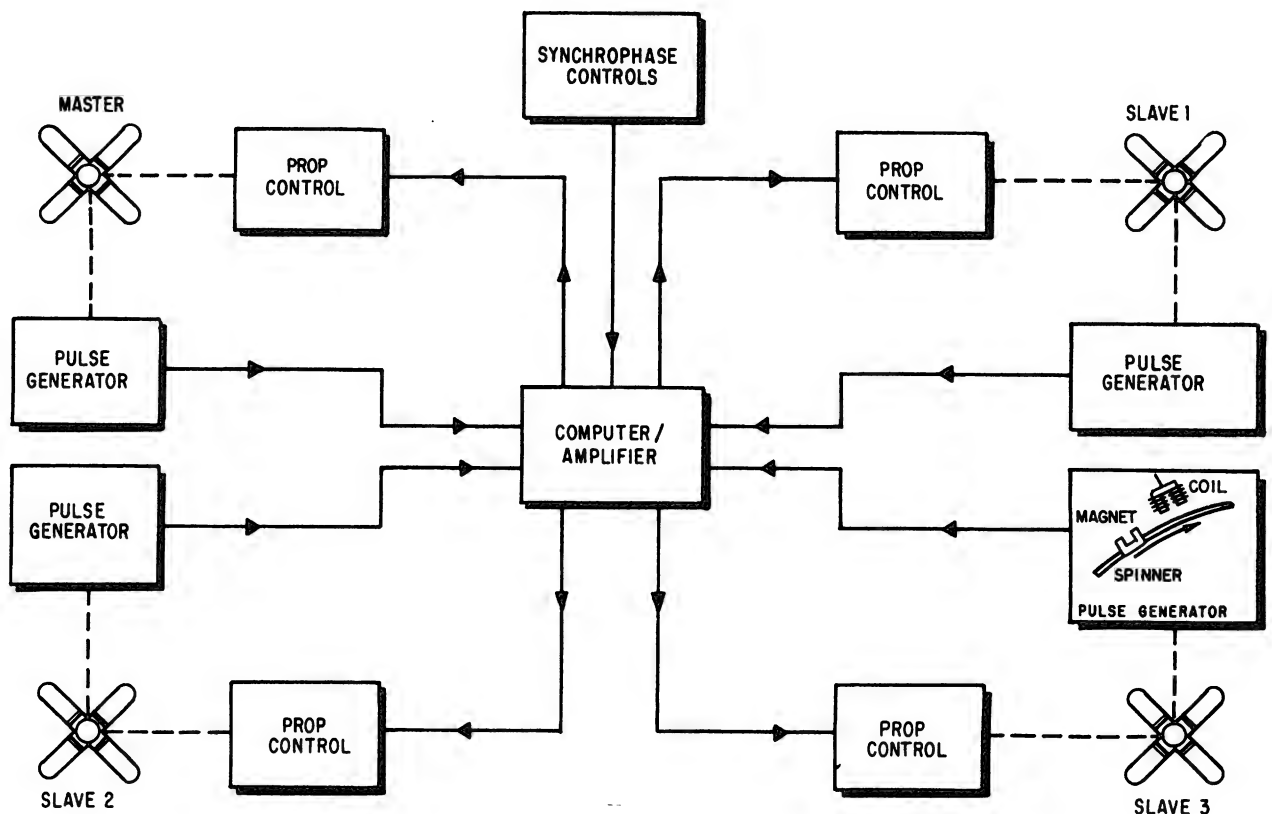 SYNCHROPHASE
CONTROLS
MASTER
PROP
CONTROL
PROP
CONTROL
SLAVE 1
PULSE
GENERATOR
COMPUTER/
AMPLIFIER
PULSE
GENERATOR
PULSE
GENERATOR
COIL
MAGNET
SPINNER
PULSE GENERATOR
PROP
CONTROL
PROP
CONTROL
SLAVE 2
SLAVE 3